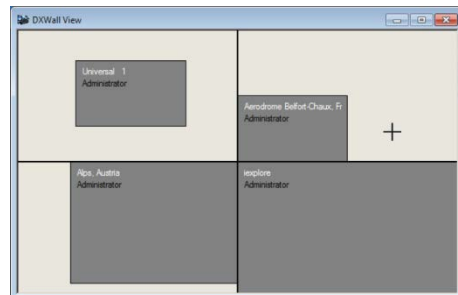 DXWall View
Universal 1
Administrator
Aerodrome Belfort-Chaux, Fr
Administrator
Alps, Austria
Administrator
iexplore
Administrator